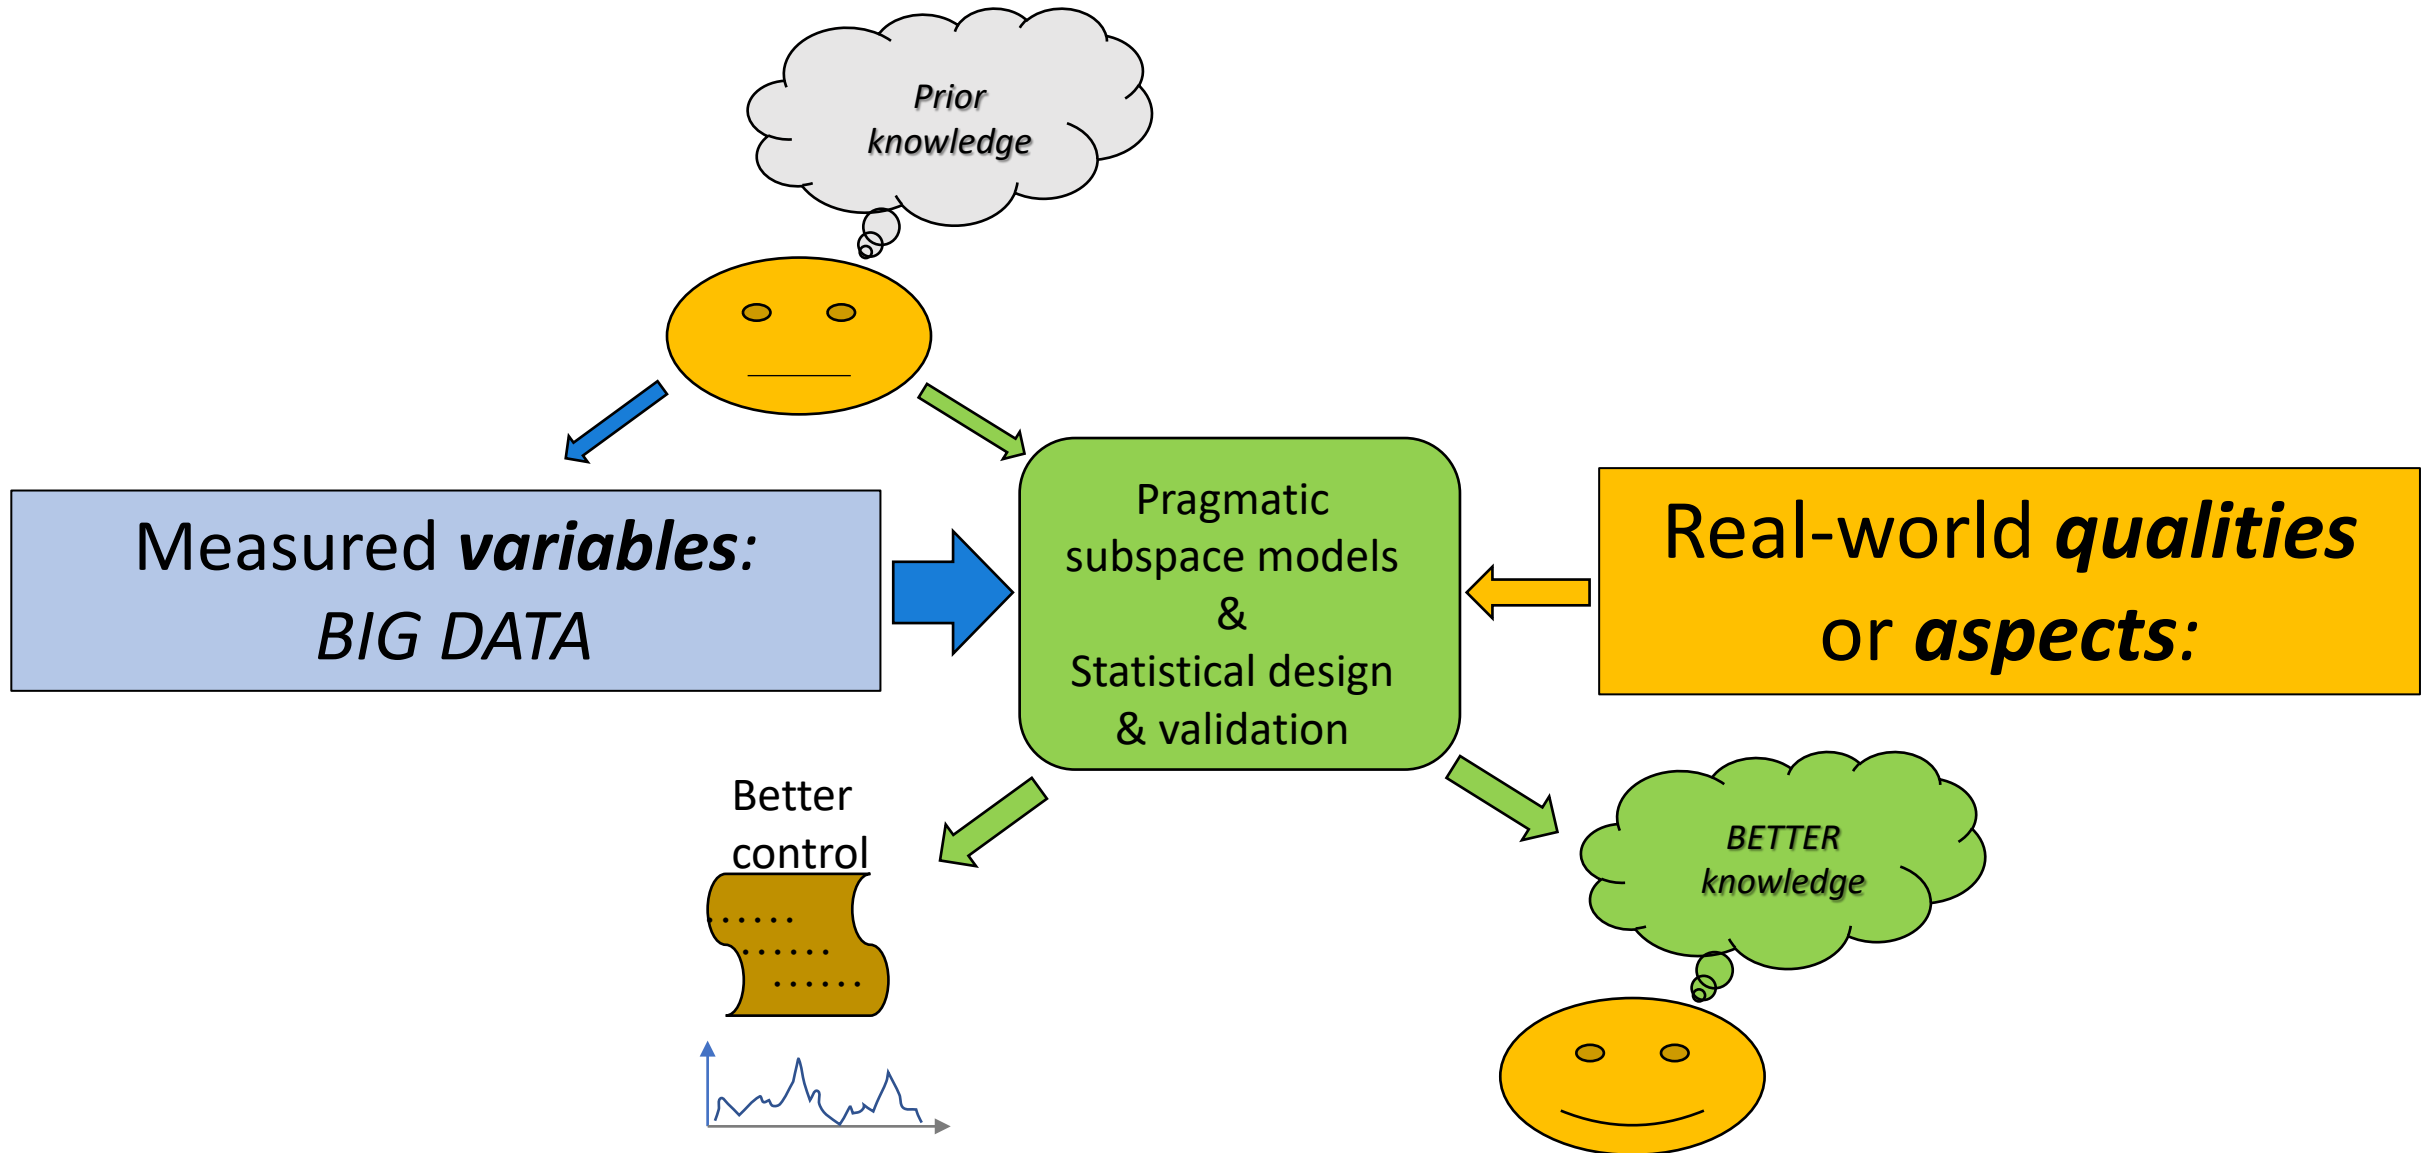 Prior
knowledge
Measured variables:
BIG DATA
Pragmatic
subspace models
&
Statistical design
& validation
Real-world qualities
or aspects:
Better
control
BETTER
knowledge